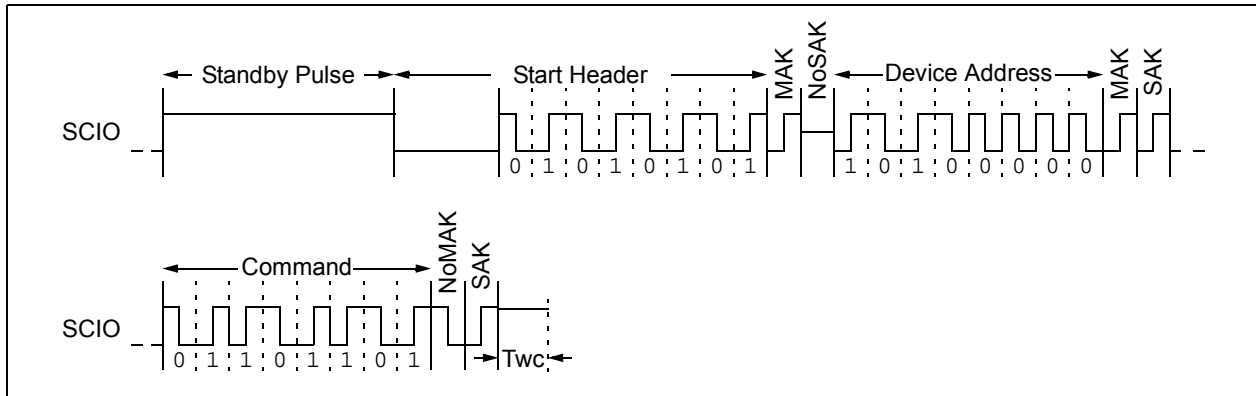 Standby Pulse
Start Header
MAK
NoSAK
Device Address
MAK
SAK
SCIO
0 1 0 1 0 1 0 1
1 0 1 0 0 0 0 0
Command
NoMAK
SAK
SCIO
0 1 1 0 1 1 0 1
Twc